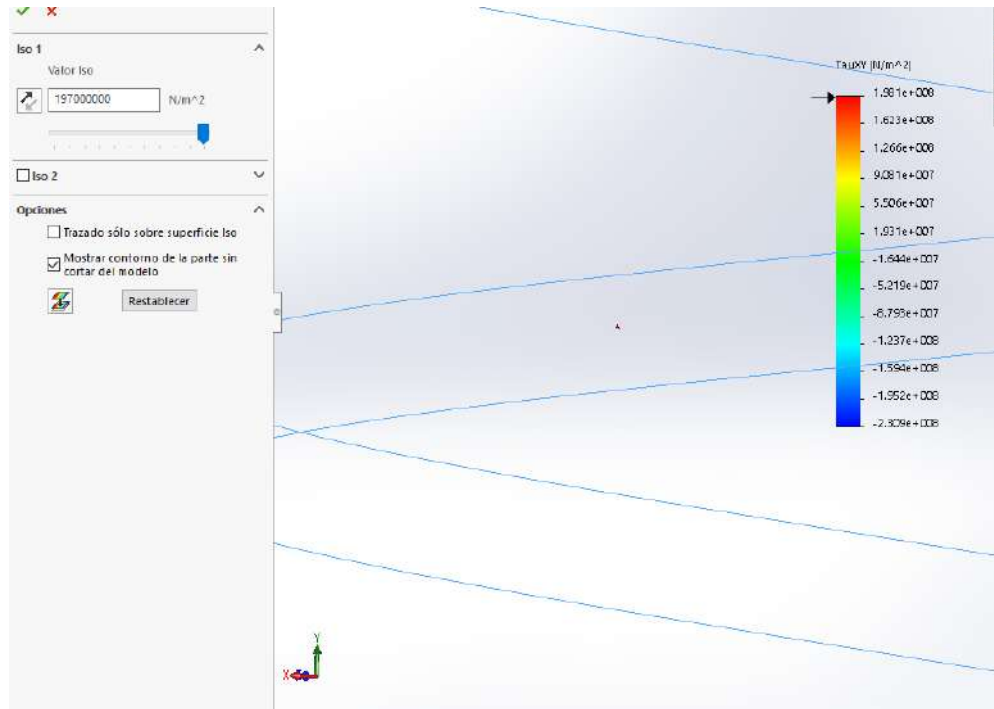 Iso 1
Valor Iso
197000000 N/m^2
Iso 2
Opciones
Trazado sólo sobre superficie Iso
Mostrar contorno de la parte sin
cortar del modelo
Restablecer
TauXY (N/m^2)
1.981e+008
1.623e+008
1.266e+008
9.081e+007
5.506e+007
1.931e+007
-1.644e+007
-5.219e+007
-8.793e+007
-1.237e+008
-1.594e+008
-1.952e+008
-2.309e+008
Y
X